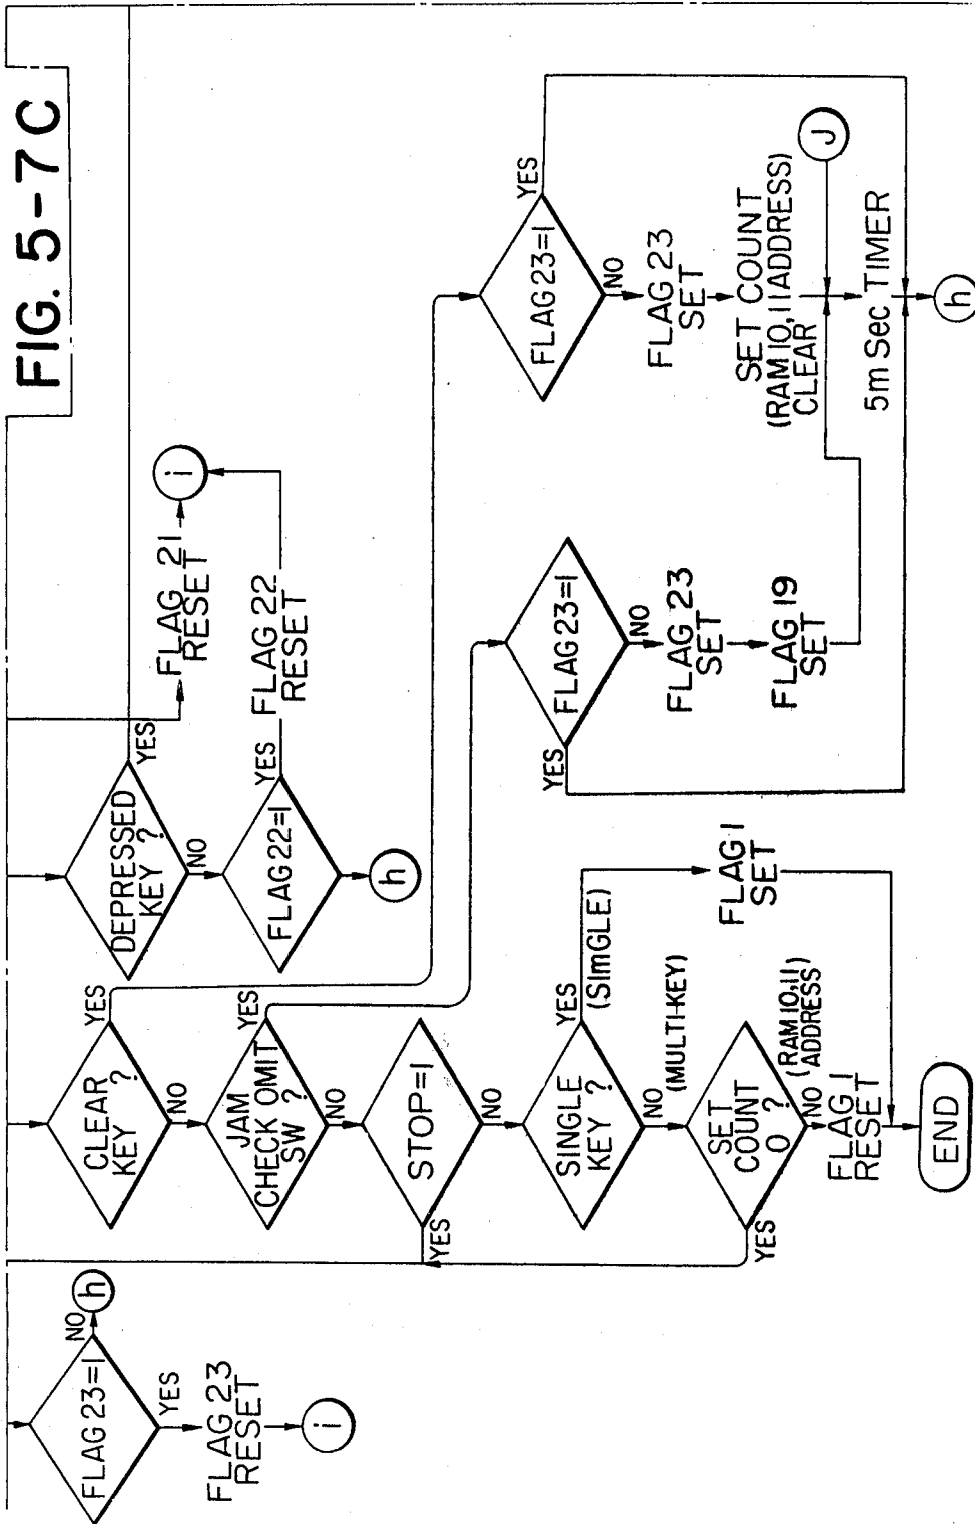 FIG. 5-7 C
FLAG 23=1
NO
h
YES
FLAG 23
RESET
i
CLEAR
KEY ?
YES
NO
JAM
CHECK OMIT
SW ?
YES
NO
STOP=1
YES
NO
SINGLE
KEY ?
YES
(SImGLE)
NO
(MULTI-KEY)
SET
COUNT
0 ?
YES
NO
(RAM 10,11
ADDRESS)
FLAG 1
RESET
FLAG 1
SET
END
DEPRESSED
KEY ?
YES
NO
FLAG 21
RESET
i
FLAG 22=1
YES
FLAG 22
RESET
h
FLAG 23=1
YES
NO
FLAG 23
SET
FLAG 19
SET
FLAG 23=1
YES
NO
FLAG 23
SET
SET COUNT
(RAM 10,11 ADDRESS)
CLEAR
J
5m Sec TIMER
h